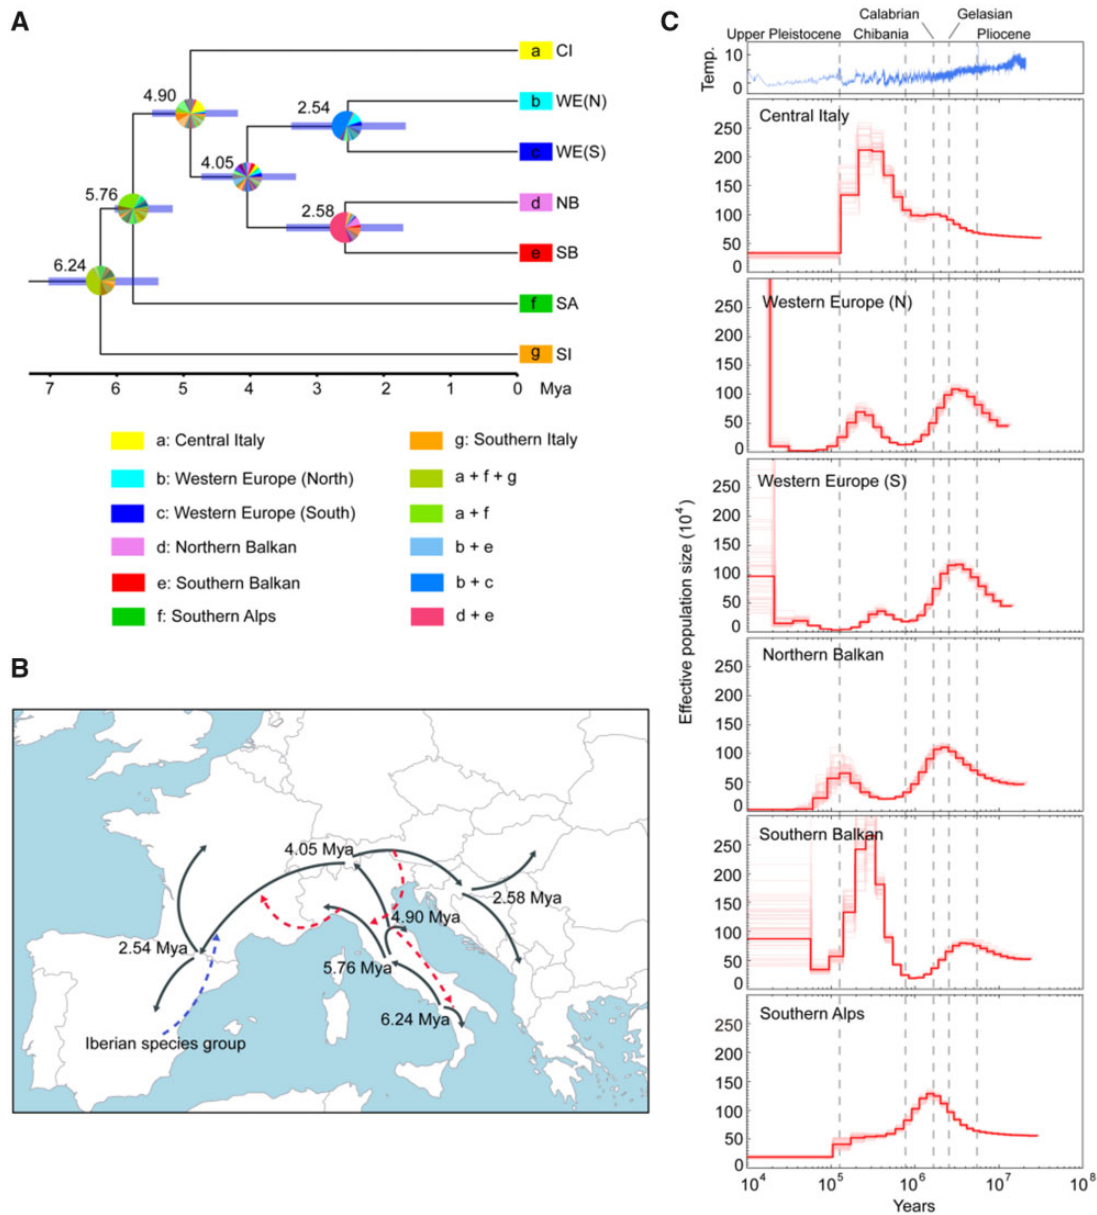 A
4.90
5.76
6.24
4.05
2.54
2.58
a CI
b WE(N)
c WE(S)
d NB
e SB
f SA
g SI
7 6 5 4 3 2 1 0 Mya
a: Central Italy
b: Western Europe (North)
c: Western Europe (South)
d: Northern Balkan
e: Southern Balkan
f: Southern Alps
g: Southern Italy
a + f + g
a + f
b + e
b + c
d + e
B
4.05 Mya
2.58 Mya
4.90 Mya
2.54 Mya
5.76 Mya
6.24 Mya
Iberian species group
C
Calabrian Gelasian
Upper Pleistocene Chibania Pliocene
Temp.
10
0
Effective population size (10⁴)
Central Italy
250
200
150
100
50
0
Western Europe (N)
250
200
150
100
50
0
Western Europe (S)
250
200
150
100
50
0
Northern Balkan
250
200
150
100
50
0
Southern Balkan
250
200
150
100
50
0
Southern Alps
250
200
150
100
50
0
10⁴ 10⁵ 10⁶ 10⁷ 10⁸
Years